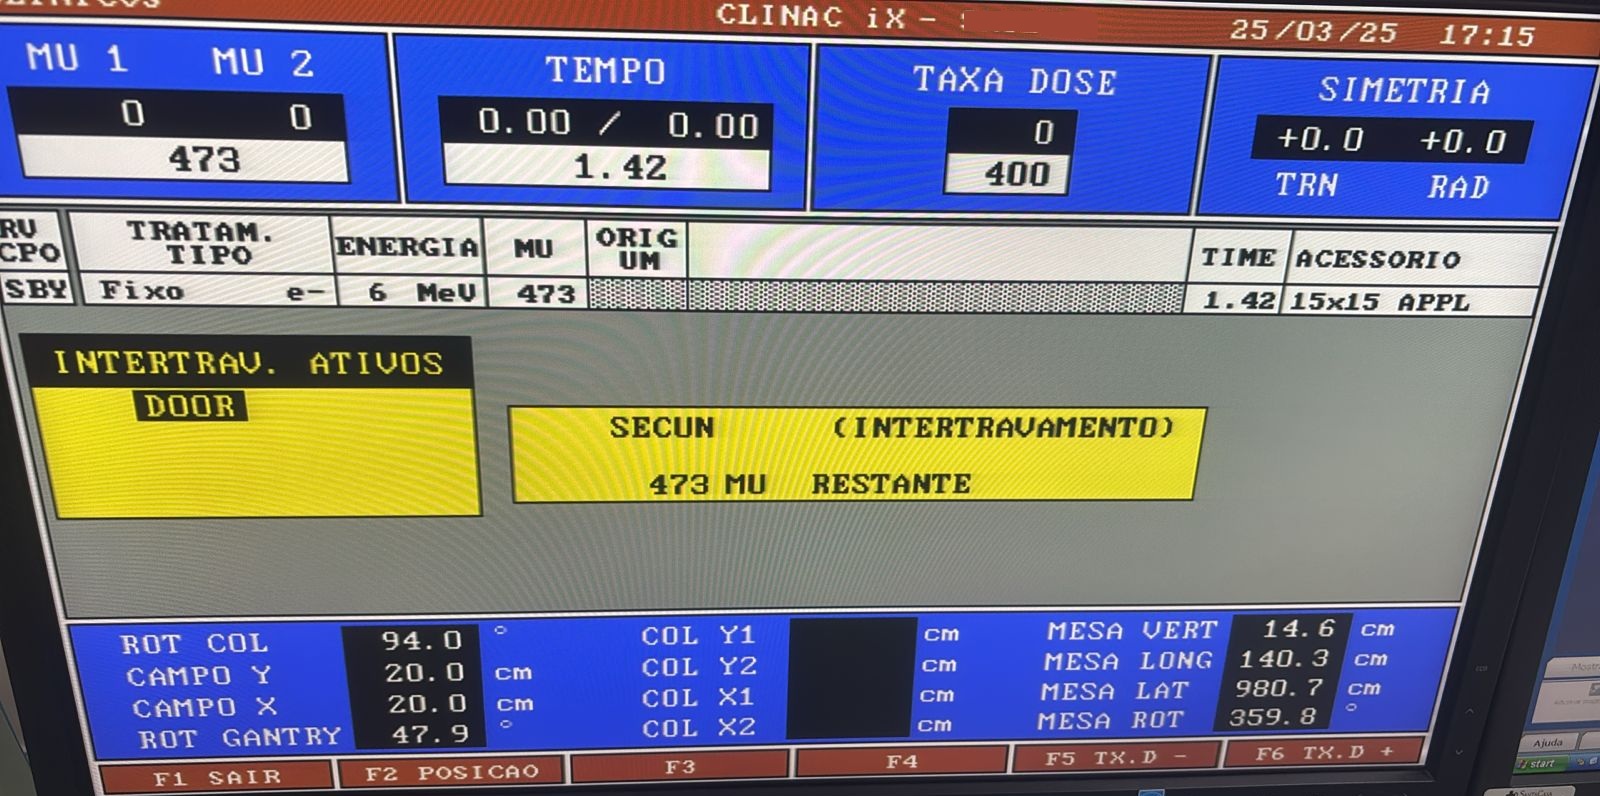 CLINAC iX -
25/03/25 17:15
MU 1 MU 2
0 0
473
TEMPO
0.00 / 0.00
1.42
TAXA DOSE
0
400
SIMETRIA
+0.0 +0.0
TRN RAD
TRATAM.
TIPO
ENERGIA
MU
ORIG
UM
TIME
ACESSORIO
SBY
Fixo e-
6 MeV
473
1.42
15x15 APPL
INTERTRAV. ATIVOS
DOOR
SECUN (INTERTRAVAMENTO)
473 MU RESTANTE
ROT COL 94.0 °
CAMPO Y 20.0 cm
CAMPO X 20.0 cm
ROT GANTRY 47.9 °
COL Y1 cm
COL Y2 cm
COL X1 cm
COL X2 cm
MESA VERT 14.6 cm
MESA LONG 140.3 cm
MESA LAT 980.7 cm
MESA ROT 359.8 °
F1 SAIR
F2 POSICAO
F3
F4
F5 TX.D -
F6 TX.D +
Ajuda
start